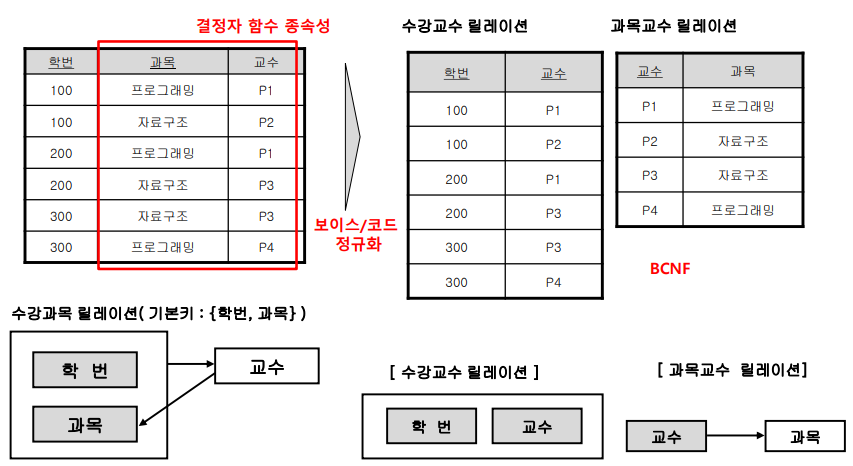 결정자 함수 종속성
수강교수 릴레이션
과목교수 릴레이션
학번 과목 교수
100 프로그래밍 P1
100 자료구조 P2
200 프로그래밍 P1
200 자료구조 P3
300 자료구조 P3
300 프로그래밍 P4
보이스/코드
정규화
학번 교수
100 P1
100 P2
200 P1
200 P3
300 P3
300 P4
교수 과목
P1 프로그래밍
P2 자료구조
P3 자료구조
P4 프로그래밍
BCNF
수강과목 릴레이션( 기본키 : {학번, 과목} )
학 번
교수
과목
[ 수강교수 릴레이션 ]
학 번
교수
[ 과목교수 릴레이션]
교수
과목